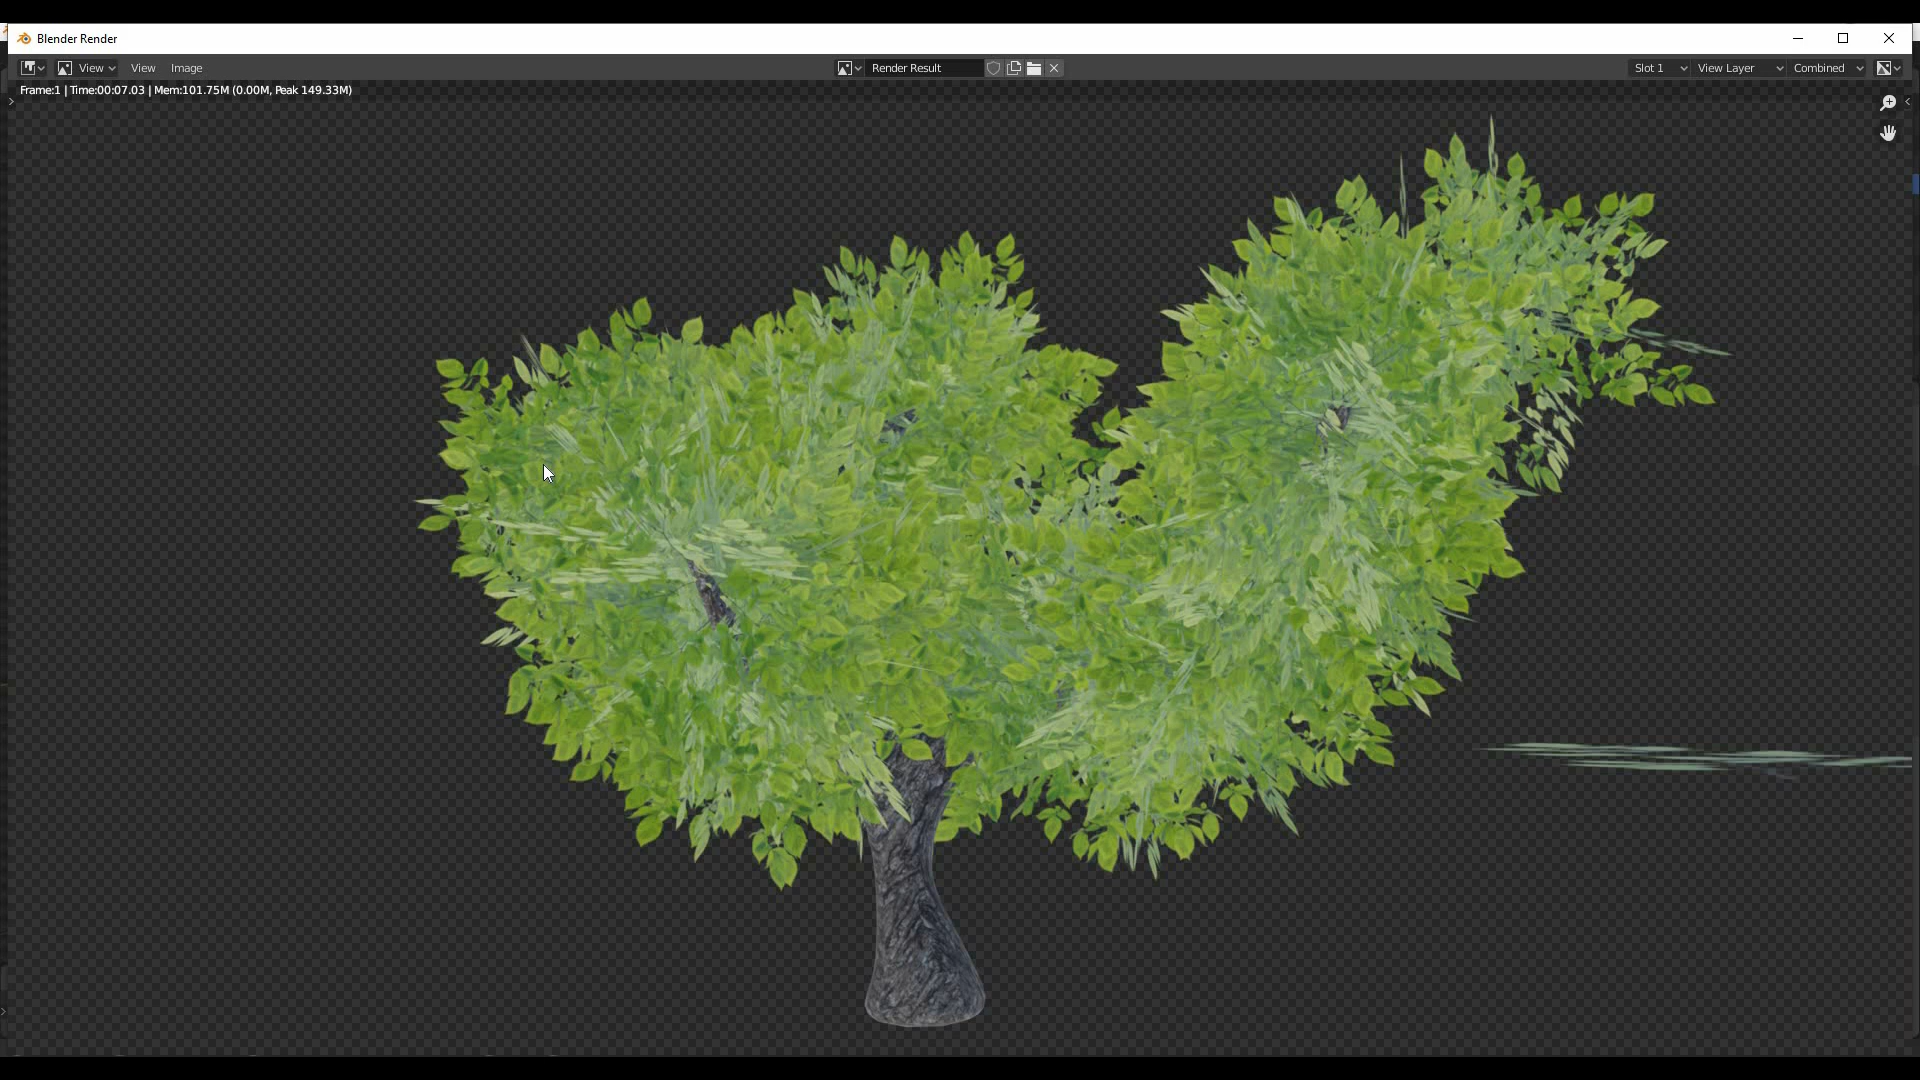 Blender Render
View View Image Render Result Slot 1 View Layer Combined
Frame:1 | Time:00:07.03 | Mem:101.75M (0.00M, Peak 149.33M)